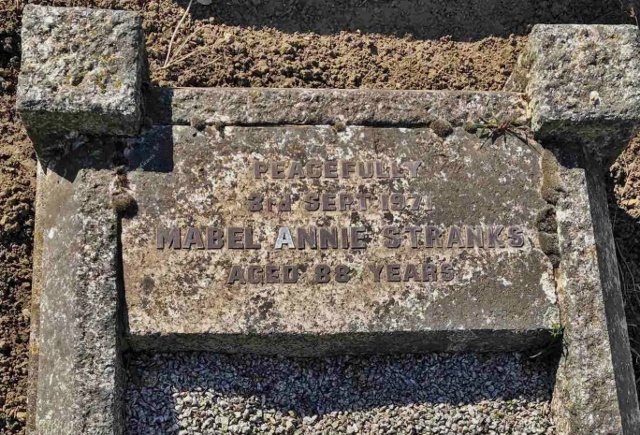 PEACEFULLY
3rd SEPT 1971
MABEL ANNIE STRANKS
AGED 88 YEARS